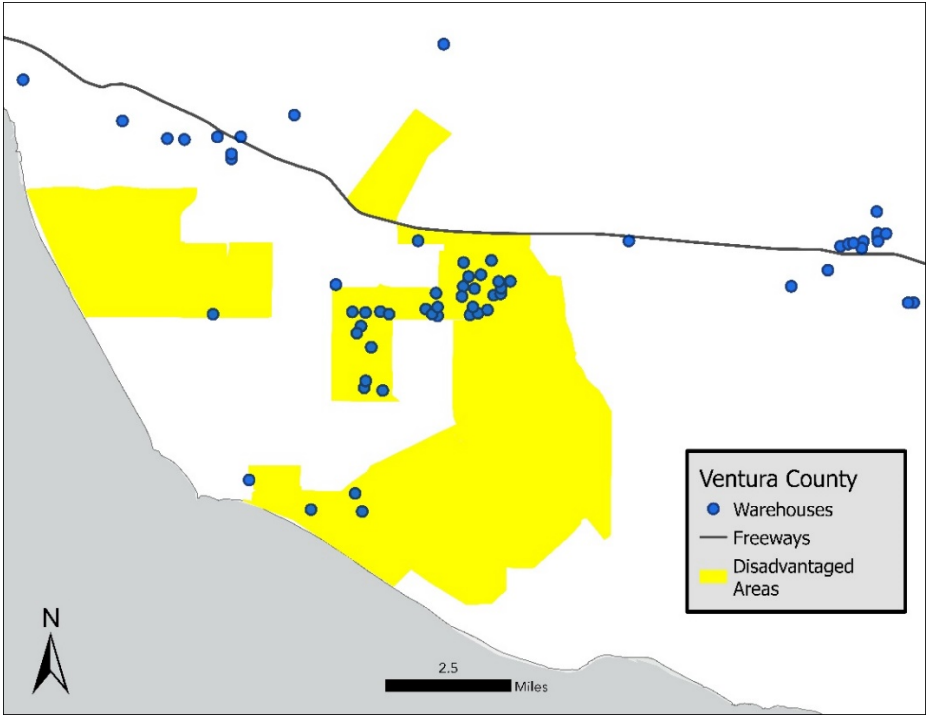 Ventura County
Warehouses
Freeways
Disadvantaged
Areas
N
2.5
Miles